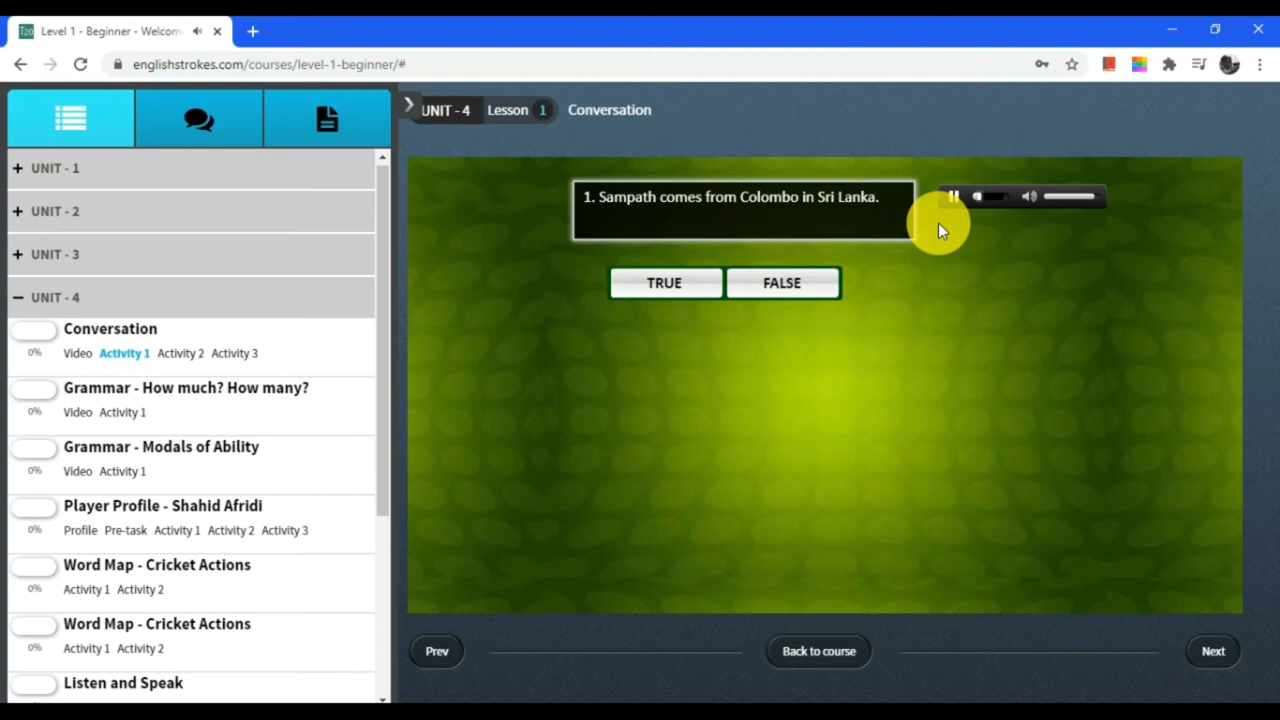 Level 1 - Beginner - Welcom
englishstrokes.com/courses/level-1-beginner/#
UNIT - 4 Lesson 1 Conversation
UNIT - 1
UNIT - 2
UNIT - 3
UNIT - 4
Conversation
0% Video Activity 1 Activity 2 Activity 3
Grammar - How much? How many?
0% Video Activity 1
Grammar - Modals of Ability
0% Video Activity 1
Player Profile - Shahid Afridi
0% Profile Pre-task Activity 1 Activity 2 Activity 3
Word Map - Cricket Actions
0% Activity 1 Activity 2
Word Map - Cricket Actions
0% Activity 1 Activity 2
Listen and Speak
1. Sampath comes from Colombo in Sri Lanka.
TRUE FALSE
Prev Back to course Next